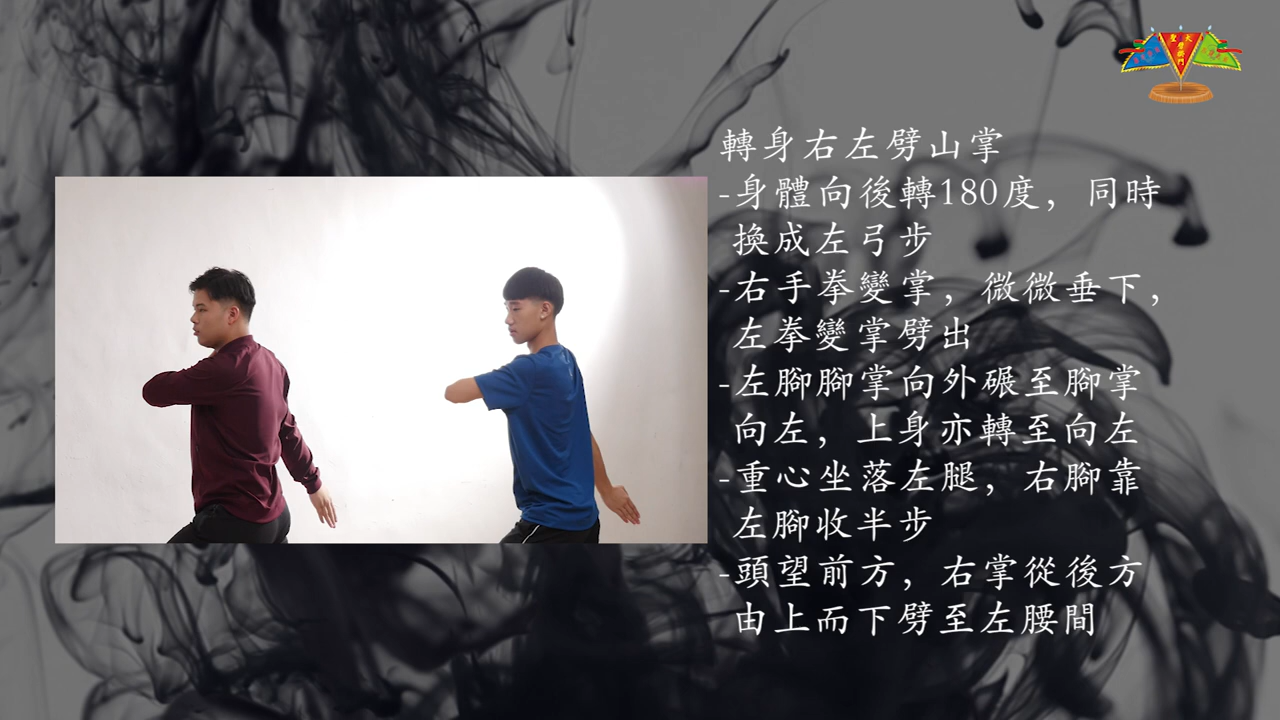 轉身右左劈山掌
-身體向後轉180度，同時
換成左弓步
-右手拳變掌，微微垂下，
左拳變掌劈出
-左腳腳掌向外碾至腳掌
向左，上身亦轉至向左
-重心坐落左腿，右腳靠
左腳收半步
-頭望前方，右掌從後方
由上而下劈至左腰間